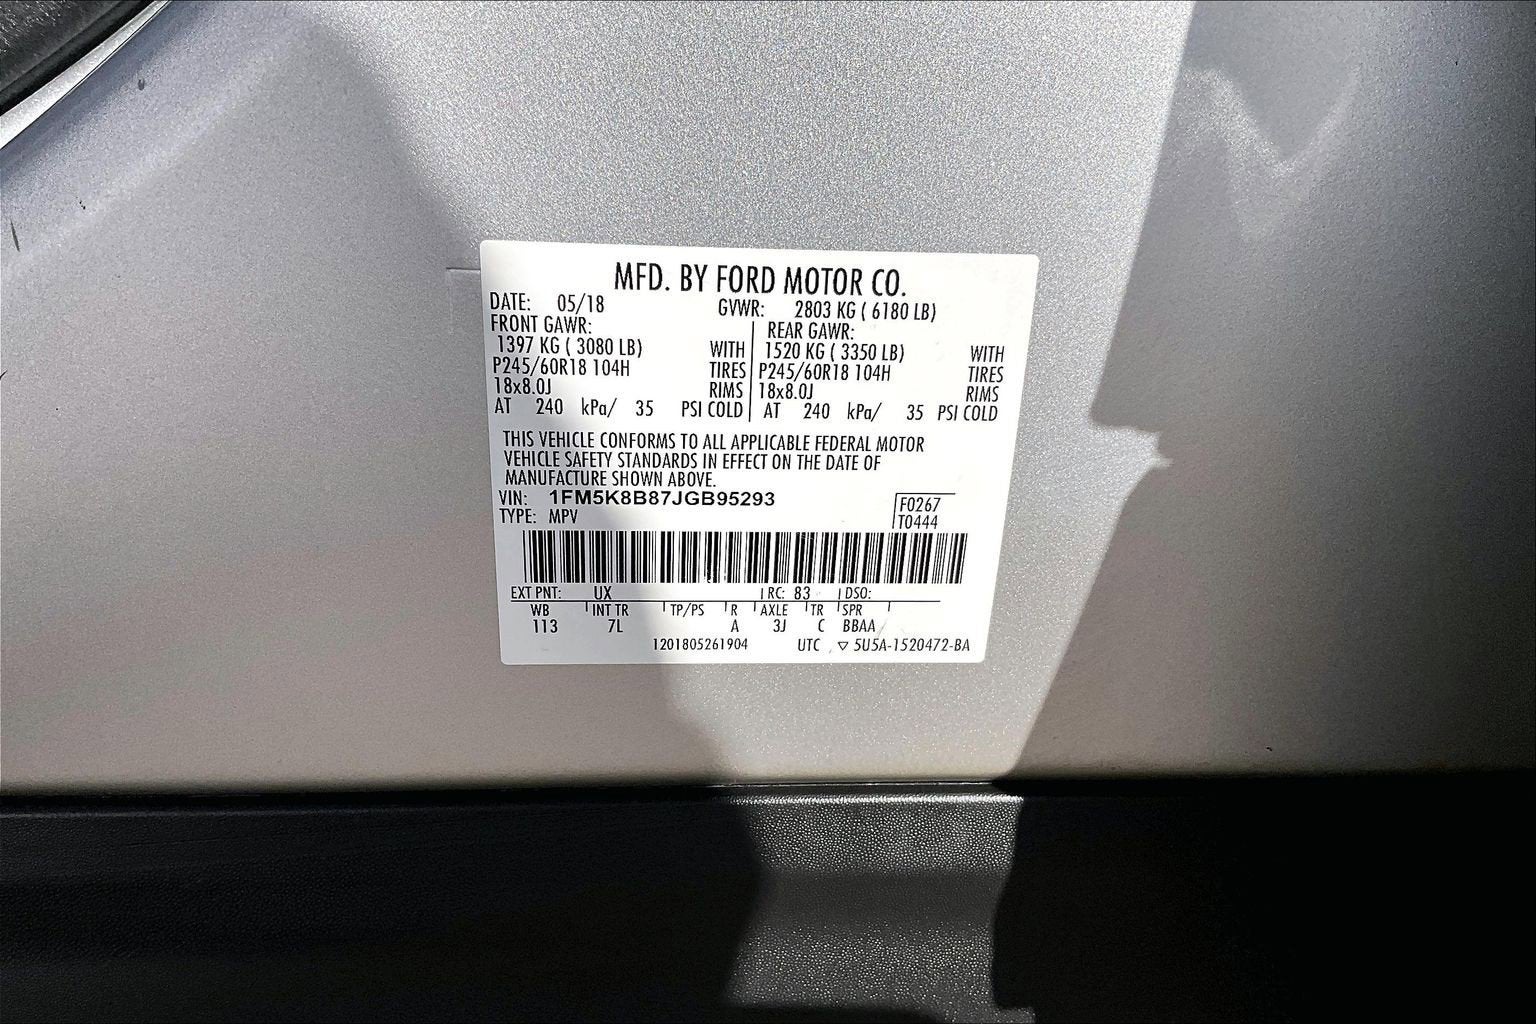 MFD. BY FORD MOTOR CO.
DATE: 05/18 GVWR: 2803 KG ( 6180 LB)
FRONT GAWR: REAR GAWR:
1397 KG ( 3080 LB) WITH 1520 KG ( 3350 LB) WITH
P245/60R18 104H TIRES P245/60R18 104H TIRES
18x8.0J RIMS 18x8.0J RIMS
AT 240 kPa/ 35 PSI COLD AT 240 kPa/ 35 PSI COLD
THIS VEHICLE CONFORMS TO ALL APPLICABLE FEDERAL MOTOR
VEHICLE SAFETY STANDARDS IN EFFECT ON THE DATE OF
MANUFACTURE SHOWN ABOVE.
VIN: 1FM5K8B87JGB95293 F0267
TYPE: MPV T0444
EXT PNT: UX RC: 83 DSO:
WB INT TR TP/PS R AXLE TR SPR
113 7L A 3J C BBAA
1201805261904 UTC ▽ 5U5A-1520472-BA